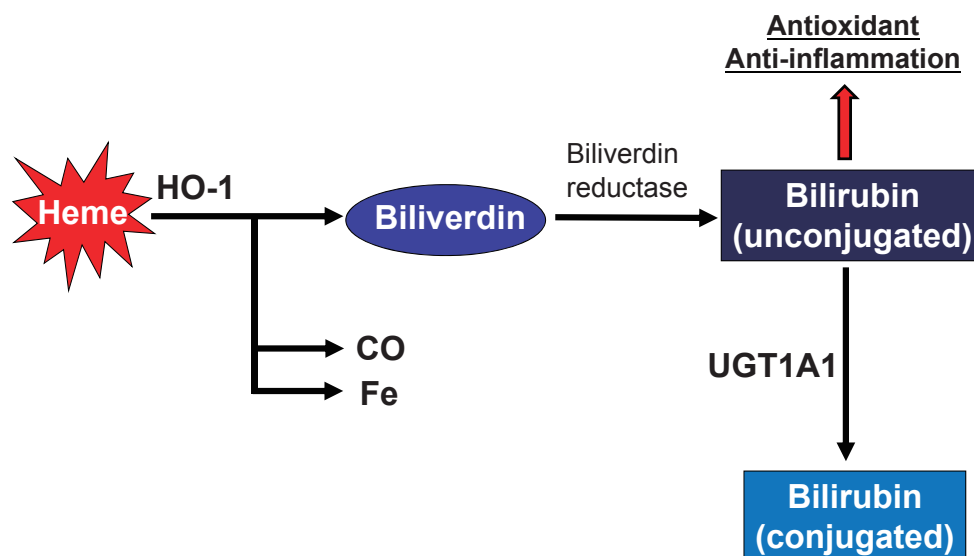 Antioxidant
Anti-inflammation
HO-1
Heme
Biliverdin
Biliverdin
reductase
Bilirubin
(unconjugated)
CO
Fe
UGT1A1
Bilirubin
(conjugated)